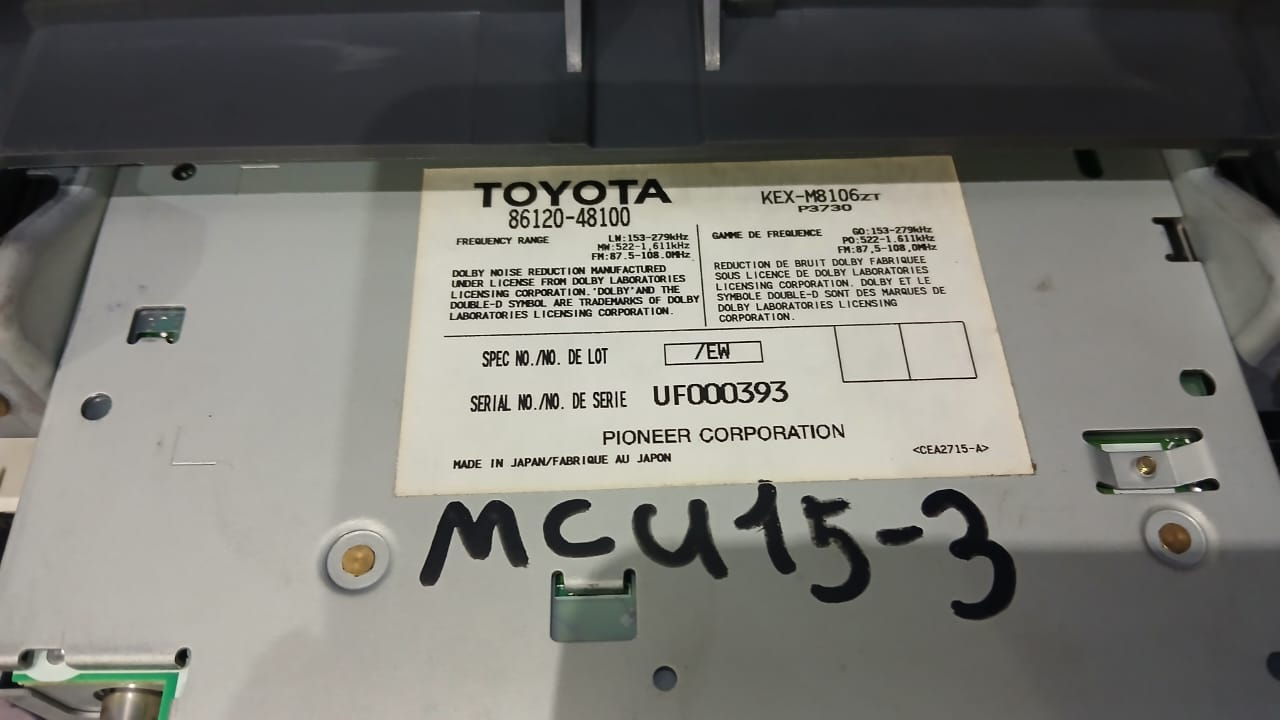 TOYOTA
86120-48100
KEX-M8106ZT
P3730
FREQUENCY RANGE
LW:153-279kHz
MW:522-1,611kHz
FM:87.5-108.0MHz
DOLBY NOISE REDUCTION MANUFACTURED
UNDER LICENSE FROM DOLBY LABORATORIES
LICENSING CORPORATION. "DOLBY" AND THE
DOUBLE-D SYMBOL ARE TRADEMARKS OF DOLBY
LABORATORIES LICENSING CORPORATION.
GAMME DE FREQUENCE
GO:153-279kHz
PO:522-1.611kHz
FM:87,5-108,0MHz
REDUCTION DE BRUIT DOLBY FABRIQUEE
SOUS LICENCE DE DOLBY LABORATORIES
LICENSING CORPORATION. DOLBY ET LE
SYMBOLE DOUBLE-D SONT DES MARQUES DE
DOLBY LABORATORIES LICENSING
CORPORATION.
SPEC NO./NO. DE LOT /EW
SERIAL NO./NO. DE SERIE UF000393
PIONEER CORPORATION
MADE IN JAPAN/FABRIQUE AU JAPON
<CEA2715-A>
MCU15-3